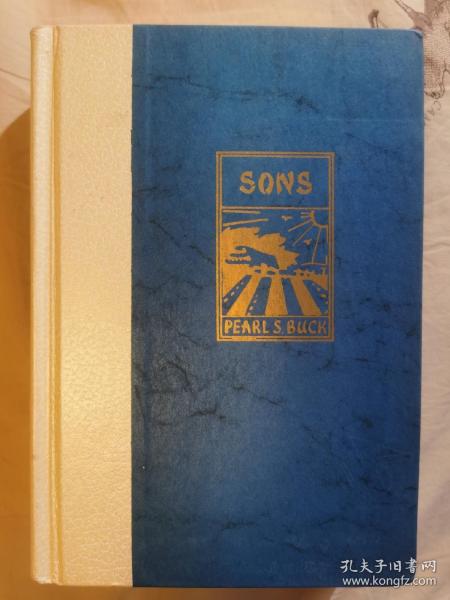 SONS
PEARL S. BUCK
孔夫子旧书网
www.kongfz.com